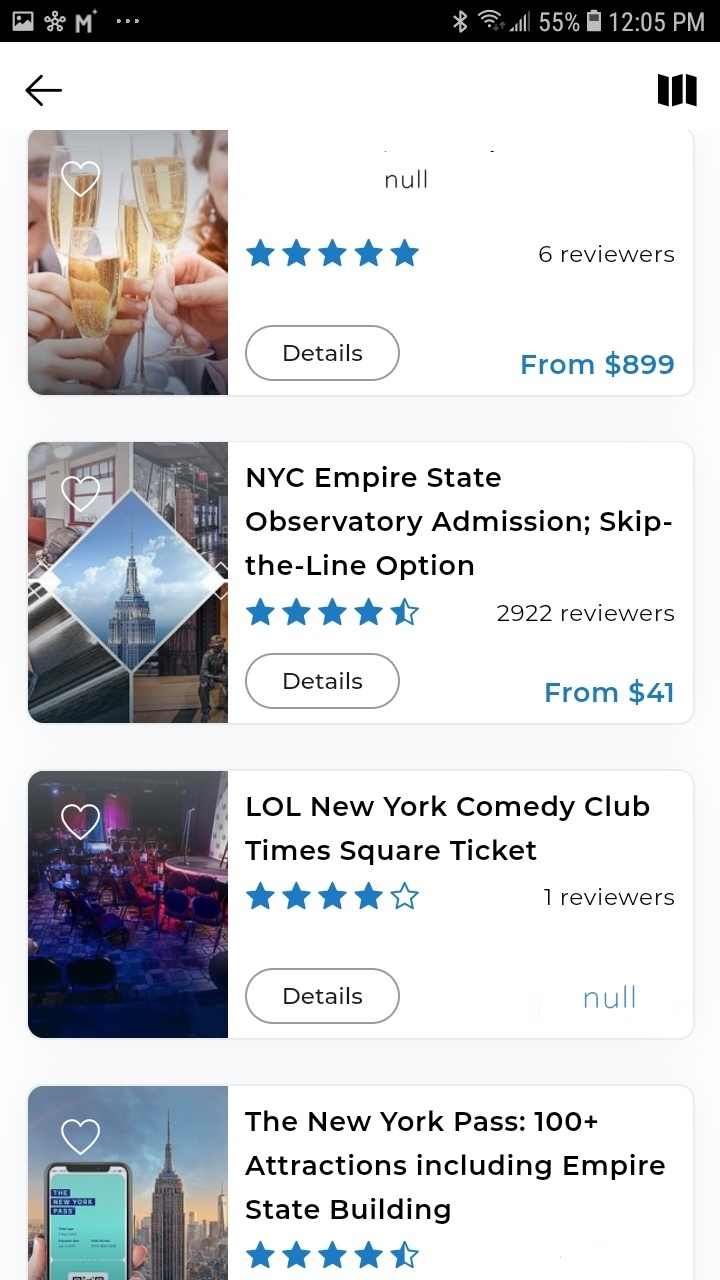 55% 12:05 PM
null
6 reviewers
Details
From $899
NYC Empire State
Observatory Admission; Skip-
the-Line Option
2922 reviewers
Details
From $41
LOL New York Comedy Club
Times Square Ticket
1 reviewers
Details
null
The New York Pass: 100+
Attractions including Empire
State Building
THE
NEW YORK
PASS